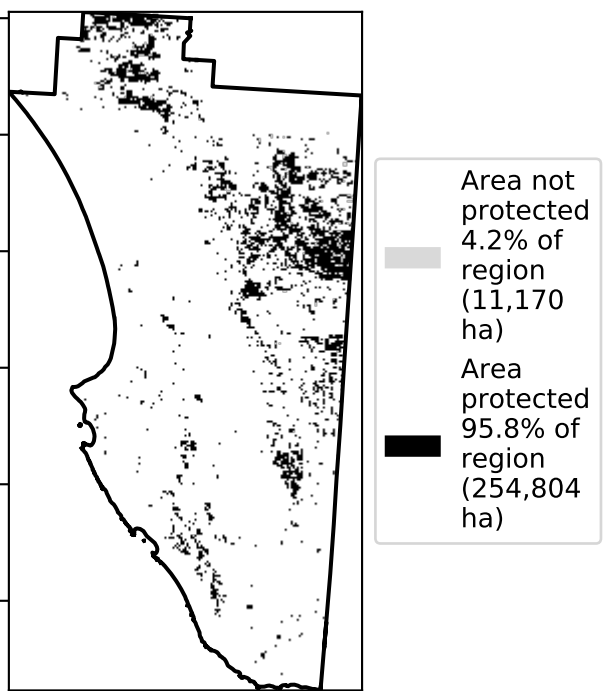 Area not
protected
4.2% of
region
(11,170
ha)
Area
protected
95.8% of
region
(254,804
ha)